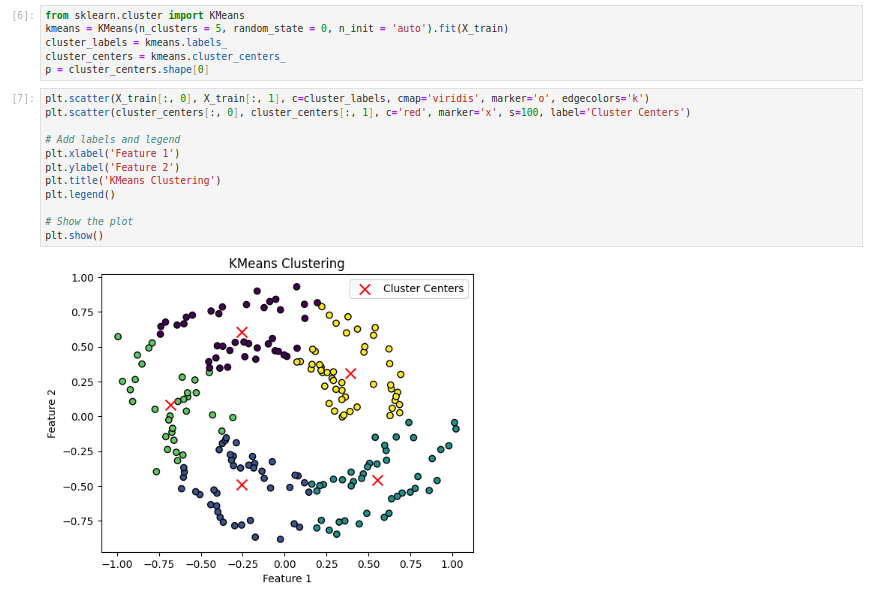 [6]: from sklearn.cluster import KMeans
kmeans = KMeans(n_clusters = 5, random_state = 0, n_init = 'auto').fit(X_train)
cluster_labels = kmeans.labels_
cluster_centers = kmeans.cluster_centers_
p = cluster_centers.shape[0]
[7]: plt.scatter(X_train[:, 0], X_train[:, 1], c=cluster_labels, cmap='viridis', marker='o', edgecolors='k')
plt.scatter(cluster_centers[:, 0], cluster_centers[:, 1], c='red', marker='x', s=100, label='Cluster Centers')
# Add labels and legend
plt.xlabel('Feature 1')
plt.ylabel('Feature 2')
plt.title('KMeans Clustering')
plt.legend()
# Show the plot
plt.show()
KMeans Clustering
Cluster Centers
1.00
0.75
0.50
0.25
0.00
−0.25
−0.50
−0.75
Feature 2
−1.00 −0.75 −0.50 −0.25 0.00 0.25 0.50 0.75 1.00
Feature 1